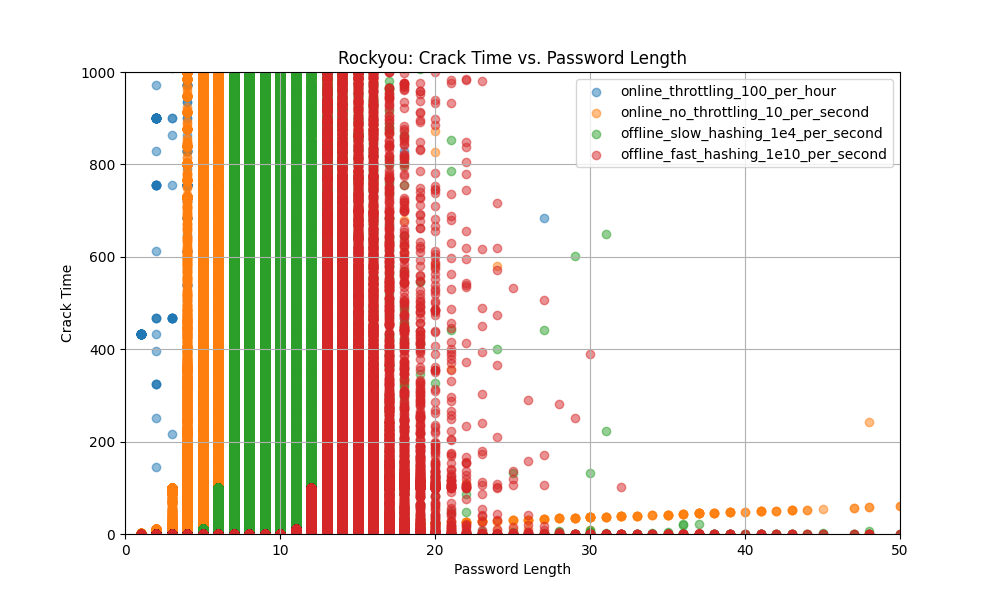 Rockyou: Crack Time vs. Password Length
1000
800
600
400
200
0
Crack Time
online_throttling_100_per_hour
online_no_throttling_10_per_second
offline_slow_hashing_1e4_per_second
offline_fast_hashing_1e10_per_second
0 10 20 30 40 50
Password Length